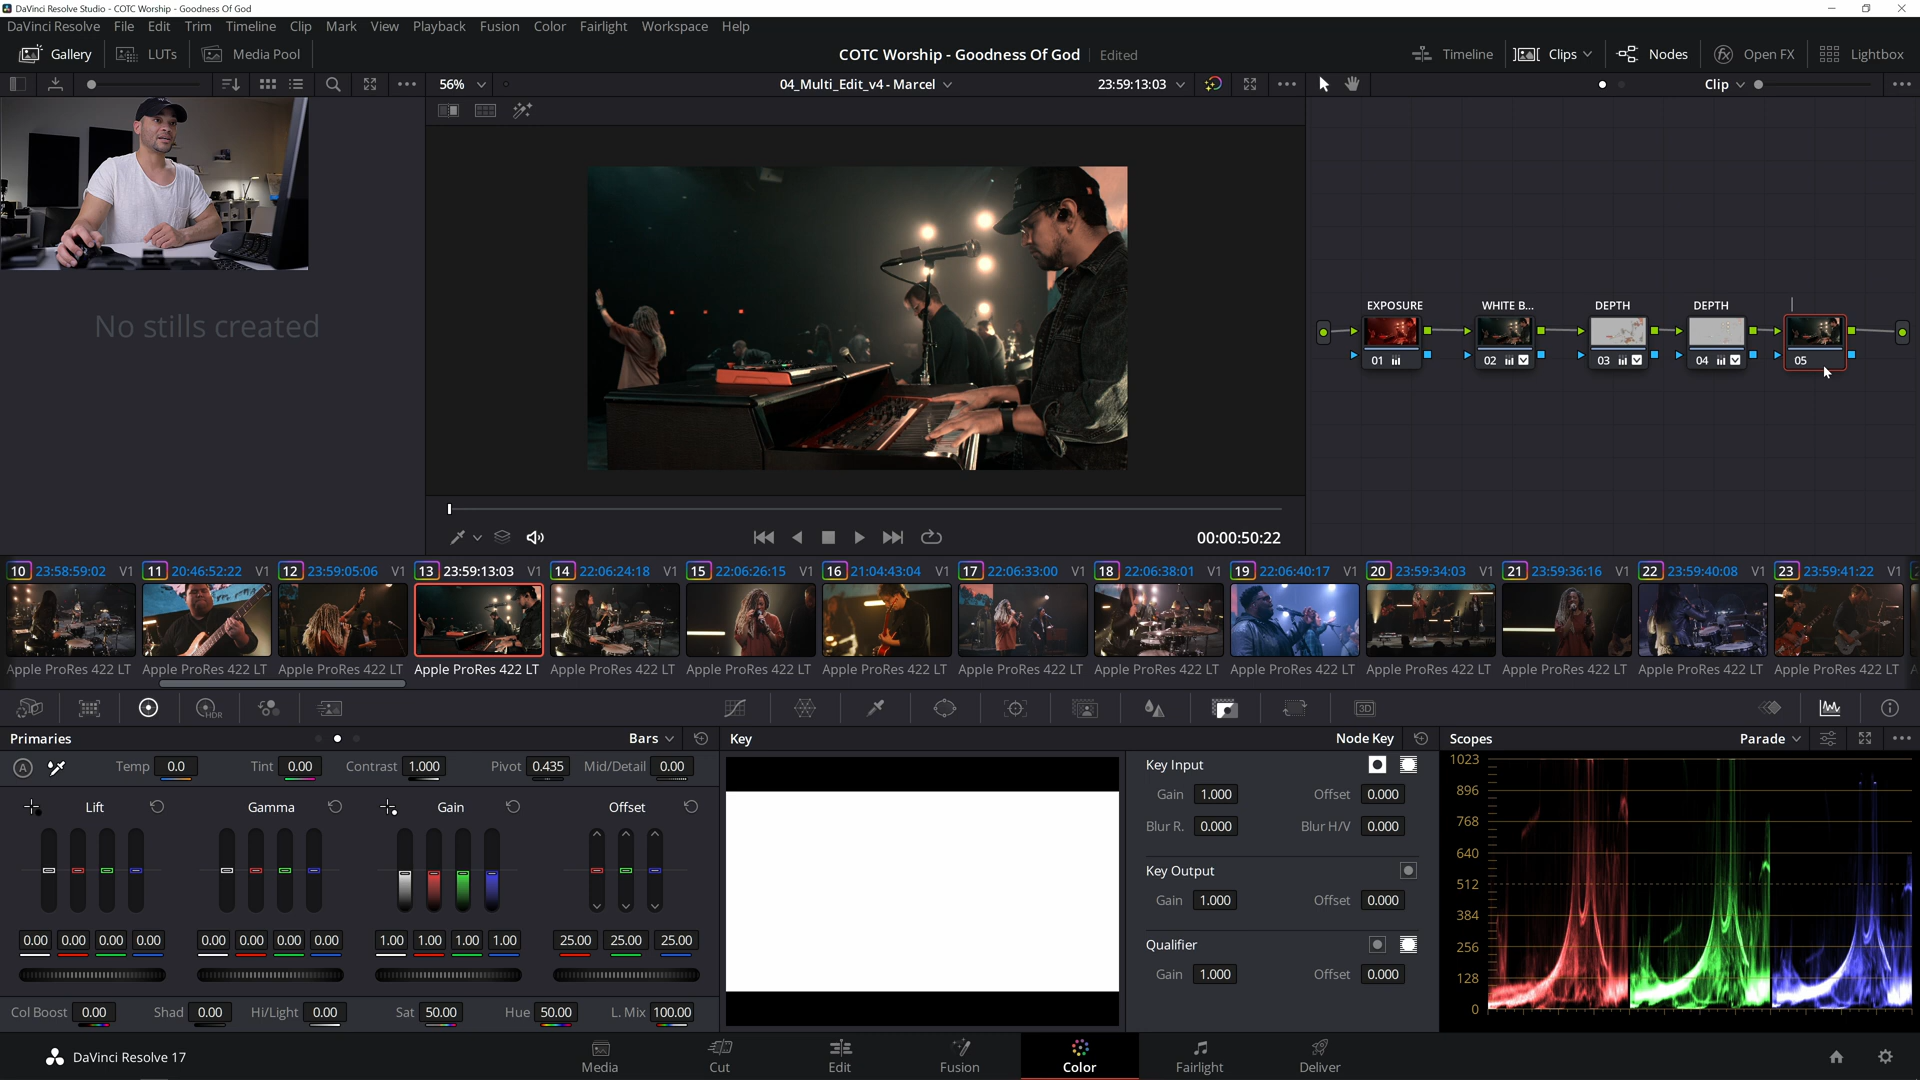 DaVinci Resolve Studio - COTC Worship - Goodness Of God
DaVinci Resolve File Edit Trim Timeline Clip Mark View Playback Fusion Color Fairlight Workspace Help
Gallery LUTs Media Pool COTC Worship - Goodness Of God Edited Timeline Clips Nodes Open FX Lightbox
56% 04_Multi_Edit_v4 - Marcel 23:59:13:03 Clip
No stills created
EXPOSURE WHITE B... DEPTH DEPTH
01 02 03 04 05
00:00:50:22
10 23:58:59:02 V1 11 20:46:52:22 V1 12 23:59:05:06 V1 13 23:59:13:03 V1 14 22:06:24:18 V1 15 22:06:26:15 V1 16 21:04:43:04 V1 17 22:06:33:00 V1 18 22:06:38:01 V1 19 22:06:40:17 V1 20 23:59:34:03 V1 21 23:59:36:16 V1 22 23:59:40:08 V1 23 23:59:41:22 V1
Apple ProRes 422 LT Apple ProRes 422 LT Apple ProRes 422 LT Apple ProRes 422 LT Apple ProRes 422 LT Apple ProRes 422 LT Apple ProRes 422 LT Apple ProRes 422 LT Apple ProRes 422 LT Apple ProRes 422 LT Apple ProRes 422 LT Apple ProRes 422 LT Apple ProRes 422 LT Apple ProRes 422 LT
HDR 3D
Primaries Bars Key Node Key Scopes Parade
A Temp 0.0 Tint 0.00 Contrast 1.000 Pivot 0.435 Mid/Detail 0.00
Lift Gamma Gain Offset
0.00 0.00 0.00 0.00 0.00 0.00 0.00 0.00 1.00 1.00 1.00 1.00 25.00 25.00 25.00
Col Boost 0.00 Shad 0.00 Hi/Light 0.00 Sat 50.00 Hue 50.00 L. Mix 100.00
Key Input
Gain 1.000 Offset 0.000
Blur R. 0.000 Blur H/V 0.000
Key Output
Gain 1.000 Offset 0.000
Qualifier
Gain 1.000 Offset 0.000
1023
896
768
640
512
384
256
128
0
DaVinci Resolve 17 Media Cut Edit Fusion Color Fairlight Deliver